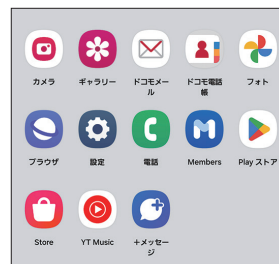 カメラ
ギャラリー
ドコモメー
ル
ドコモ電話
帳
フォト
ブラウザ
設定
電話
Members
Play ストア
Store
YT Music
＋メッセー
ジ